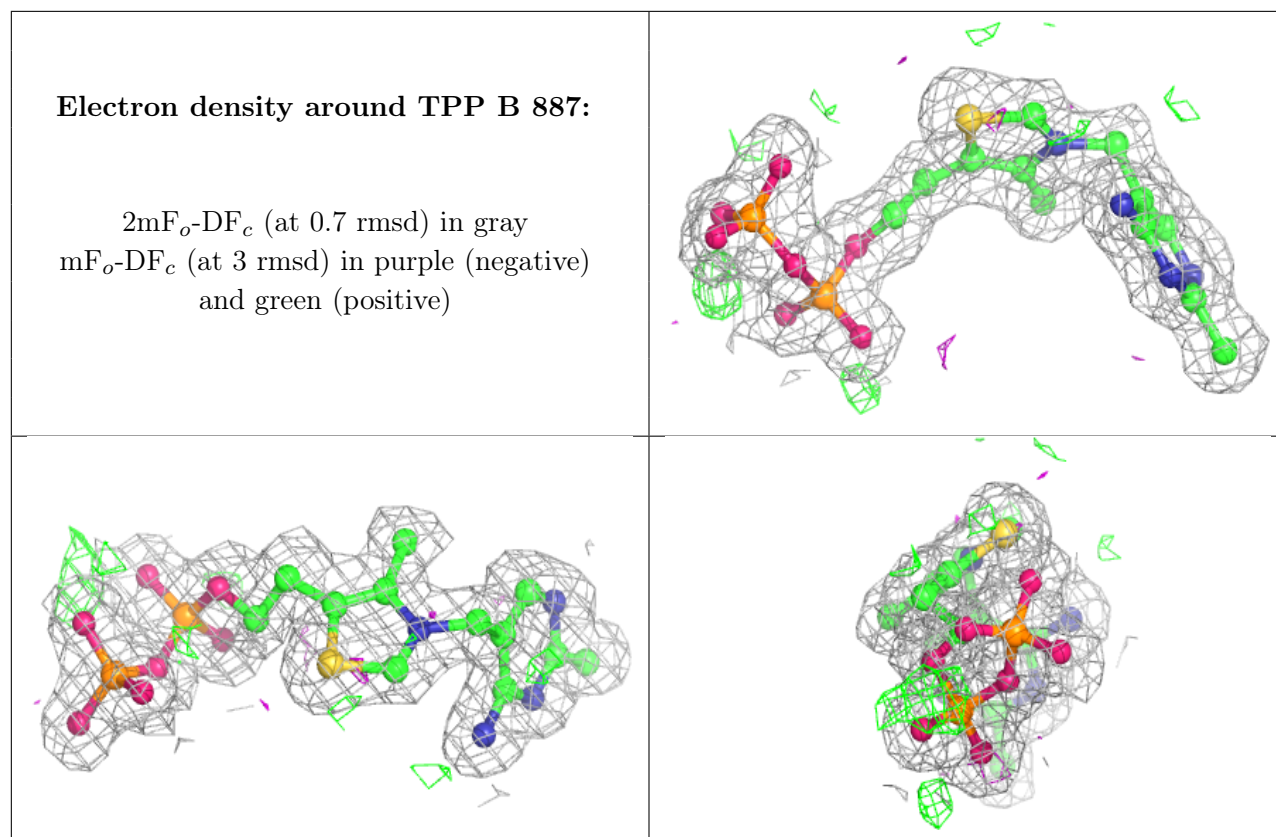 Electron density around TPP B 887:
2mFo-DFc (at 0.7 rmsd) in gray
mFo-DFc (at 3 rmsd) in purple (negative)
and green (positive)